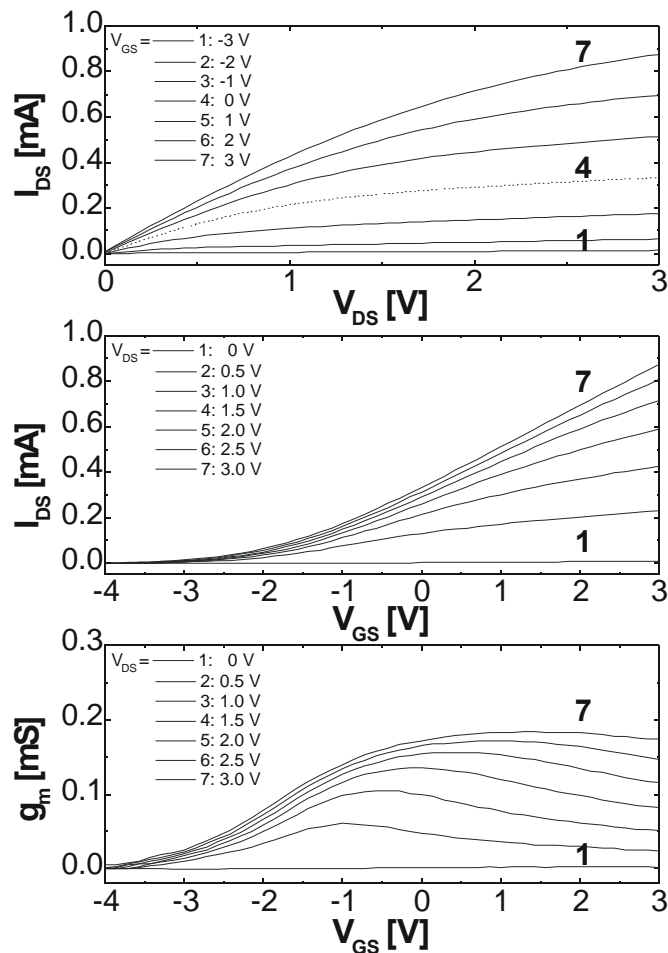 1.0
0.8
0.6
0.4
0.2
0.0
I_DS [mA]
V_GS = 1: -3 V
2: -2 V
3: -1 V
4: 0 V
5: 1 V
6: 2 V
7: 3 V
7
4
1
0 1 2 3
V_DS [V]
1.0
0.8
0.6
0.4
0.2
0.0
I_DS [mA]
V_DS = 1: 0 V
2: 0.5 V
3: 1.0 V
4: 1.5 V
5: 2.0 V
6: 2.5 V
7: 3.0 V
7
1
-4 -3 -2 -1 0 1 2 3
V_GS [V]
0.3
0.2
0.1
0.0
g_m [mS]
V_DS = 1: 0 V
2: 0.5 V
3: 1.0 V
4: 1.5 V
5: 2.0 V
6: 2.5 V
7: 3.0 V
7
1
-4 -3 -2 -1 0 1 2 3
V_GS [V]